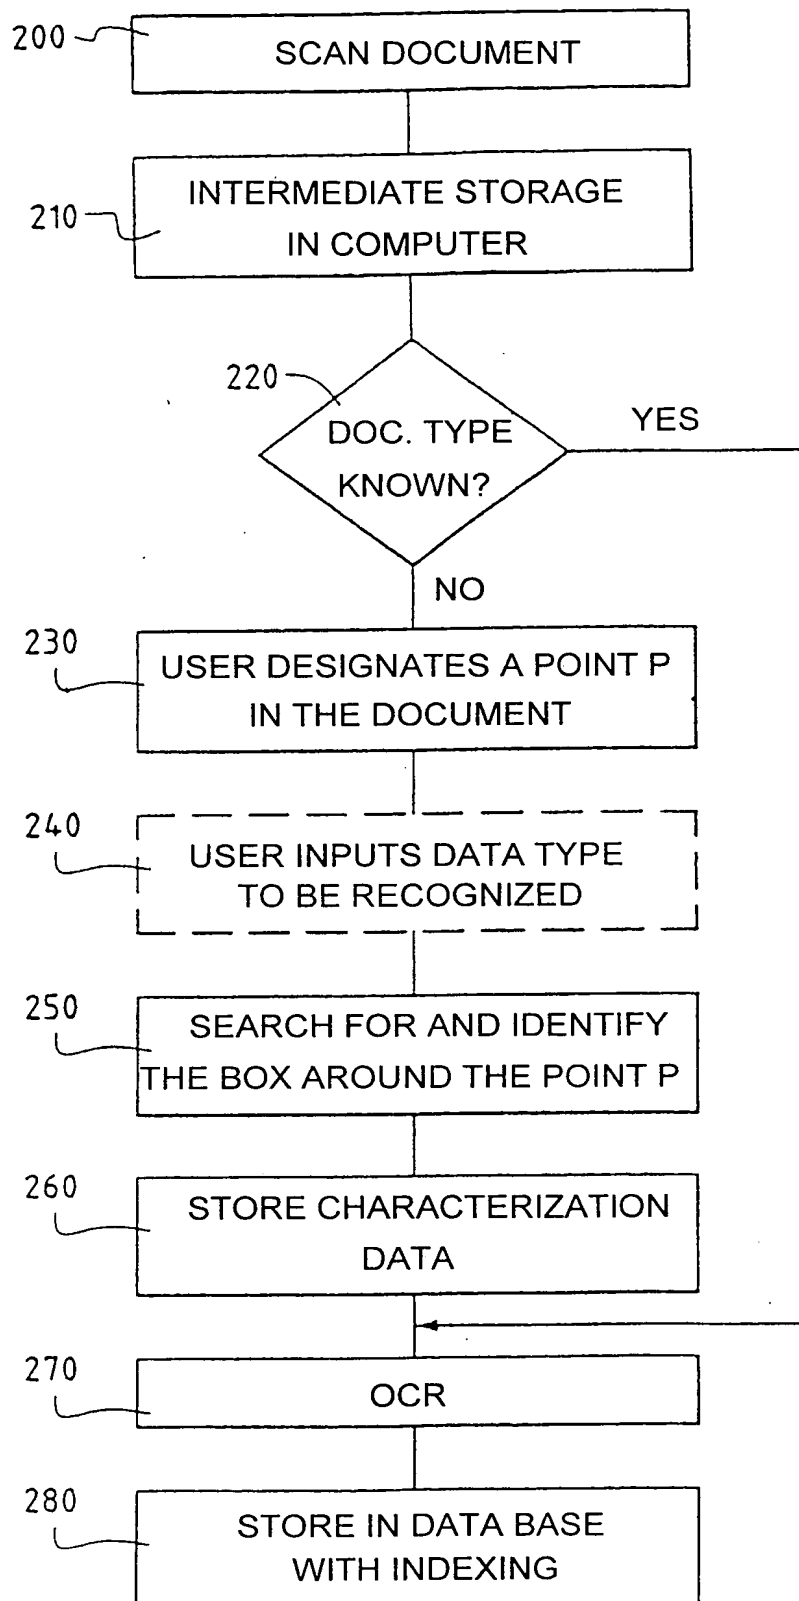 200
SCAN DOCUMENT
210
INTERMEDIATE STORAGE
IN COMPUTER
220
DOC. TYPE
KNOWN?
YES
NO
230
USER DESIGNATES A POINT P
IN THE DOCUMENT
240
USER INPUTS DATA TYPE
TO BE RECOGNIZED
250
SEARCH FOR AND IDENTIFY
THE BOX AROUND THE POINT P
260
STORE CHARACTERIZATION
DATA
270
OCR
280
STORE IN DATA BASE
WITH INDEXING